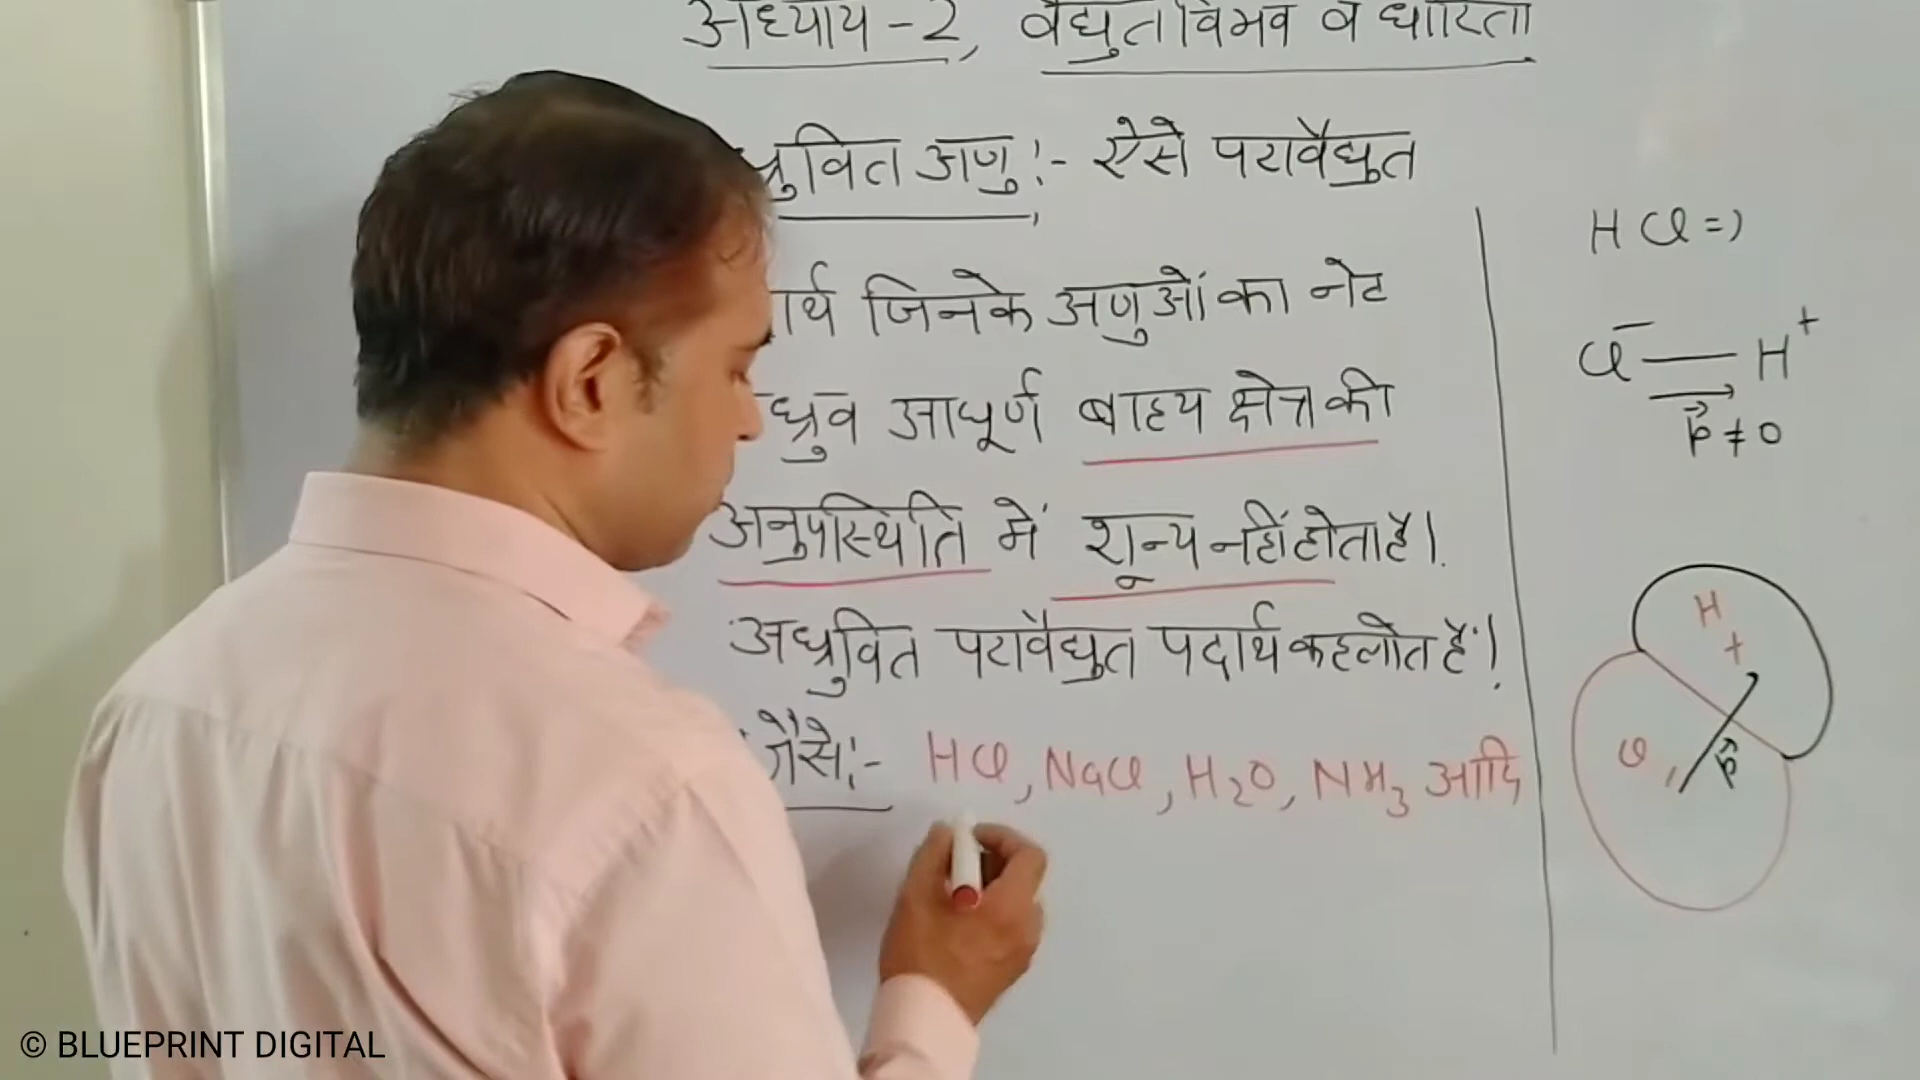 अध्याय - 2, वैद्युत विभव व धारिता
ध्रुवित अणु :- ऐसे परावैद्युत
र्थ जिनके अणुओं का नेट
ध्रुव आघूर्ण बाह्य क्षेत्र की
अनुपस्थिति में शून्य नहीं होता है।
अध्रुवित परावैद्युत पदार्थ कहलाते हैं।
जैसे :- HCl, NaCl, H₂O, NH₃ आदि
HCl =>
Cl⁻ — H⁺
p⃗ ≠ 0
H
+
Cl -
p⃗
© BLUEPRINT DIGITAL